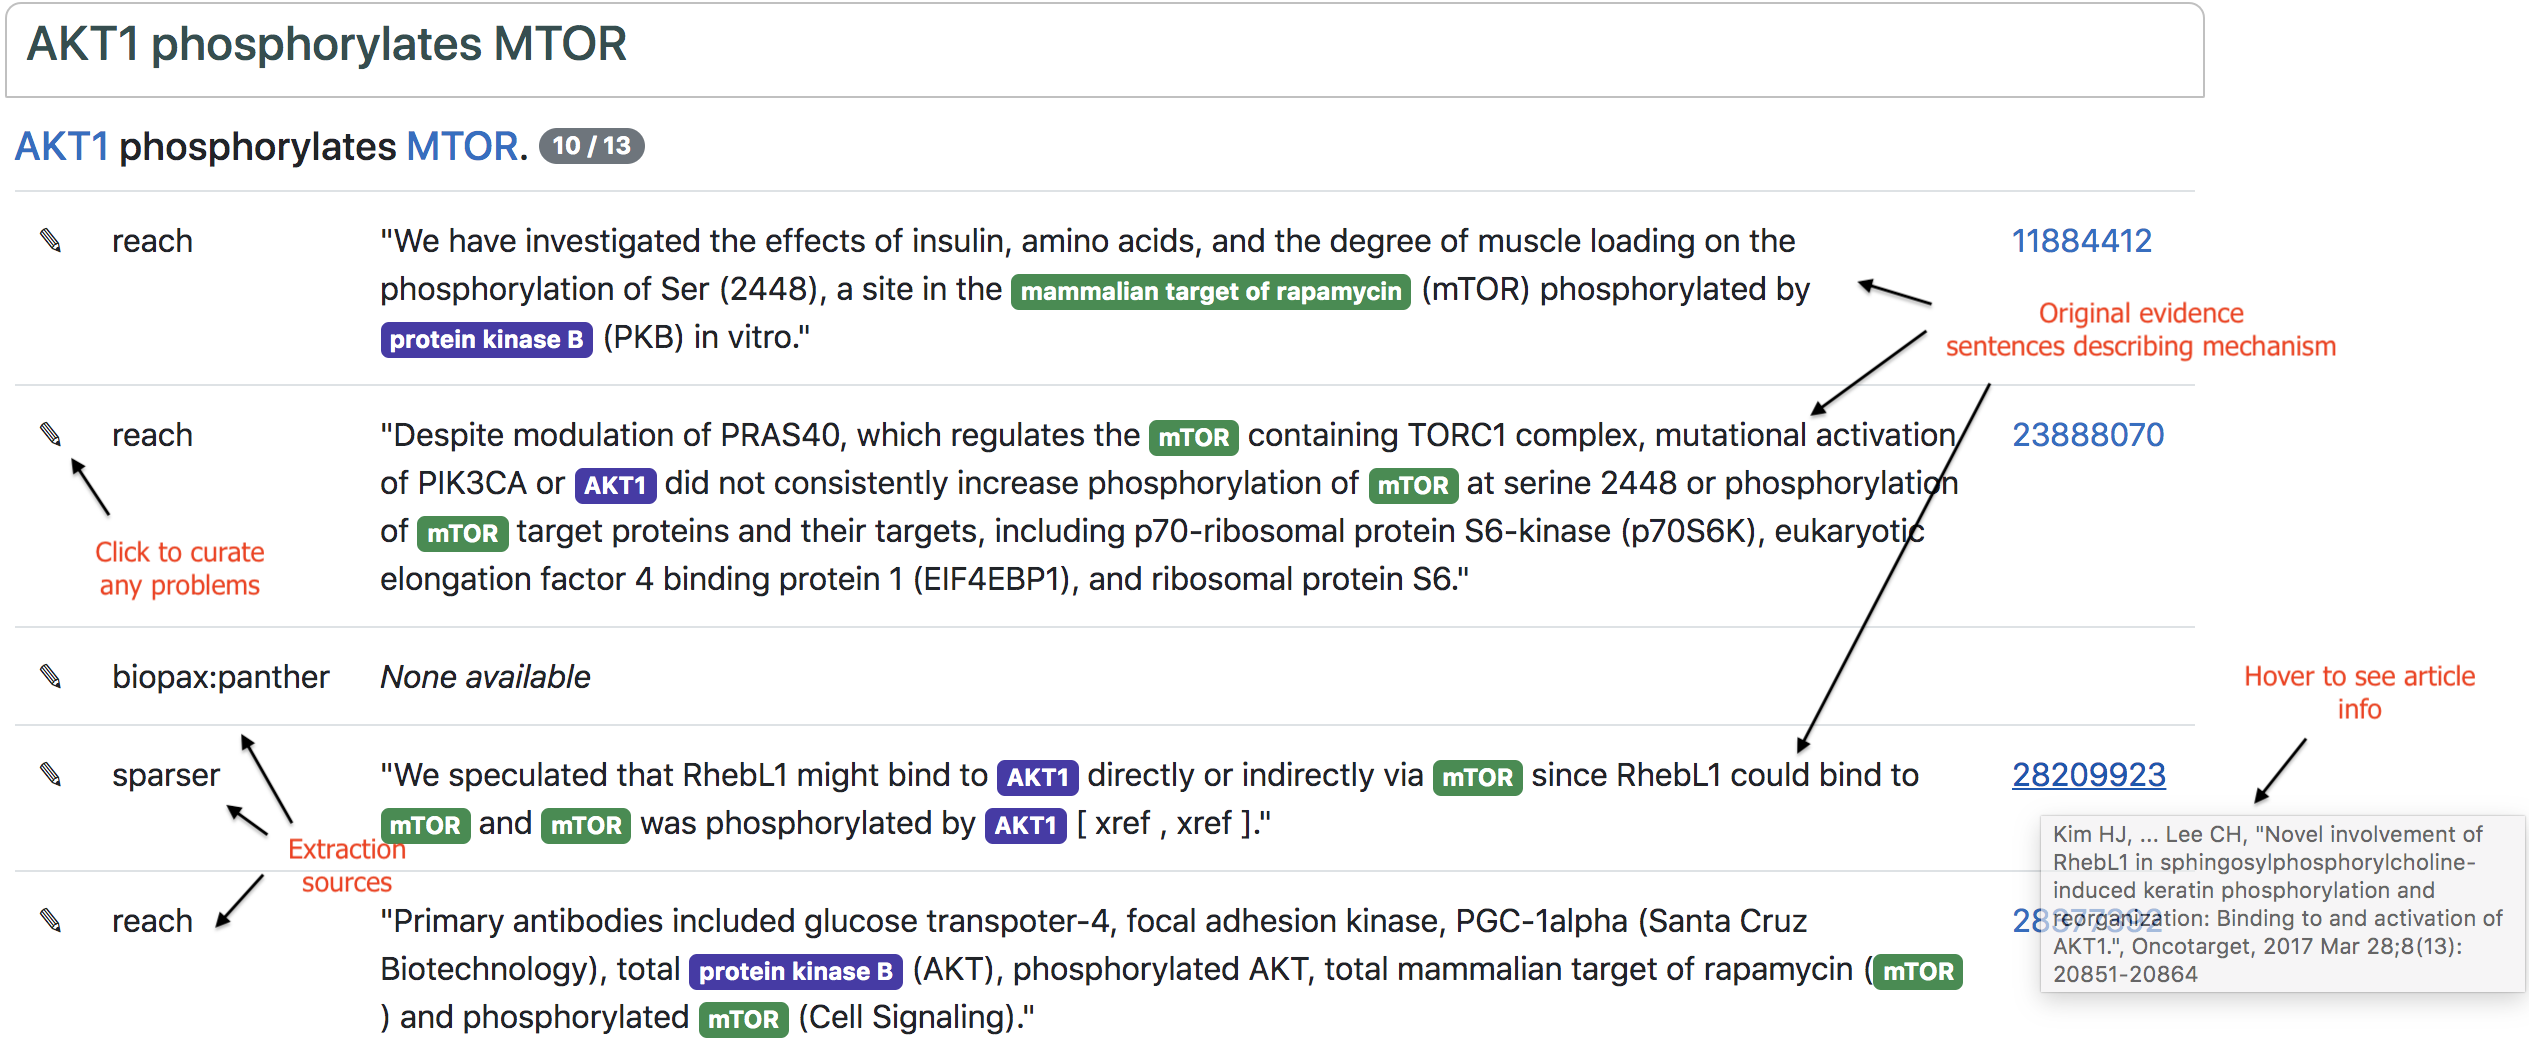 AKT1 phosphorylates MTOR
AKT1 phosphorylates MTOR. 10 / 13
✎ reach "We have investigated the effects of insulin, amino acids, and the degree of muscle loading on the 11884412
phosphorylation of Ser (2448), a site in the mammalian target of rapamycin (mTOR) phosphorylated by
protein kinase B (PKB) in vitro."
Original evidence
sentences describing mechanism
✎ reach "Despite modulation of PRAS40, which regulates the mTOR containing TORC1 complex, mutational activation 23888070
of PIK3CA or AKT1 did not consistently increase phosphorylation of mTOR at serine 2448 or phosphorylation
of mTOR target proteins and their targets, including p70-ribosomal protein S6-kinase (p70S6K), eukaryotic
elongation factor 4 binding protein 1 (EIF4EBP1), and ribosomal protein S6."
Click to curate
any problems
✎ biopax:panther None available
Hover to see article
info
✎ sparser "We speculated that RhebL1 might bind to AKT1 directly or indirectly via mTOR since RhebL1 could bind to 28209923
mTOR and mTOR was phosphorylated by AKT1 [ xref , xref ]."
Extraction
sources
Kim HJ, ... Lee CH, "Novel involvement of
RhebL1 in sphingosylphosphorylcholine-
induced keratin phosphorylation and
reorganization: Binding to and activation of
AKT1.", Oncotarget, 2017 Mar 28;8(13):
20851-20864
✎ reach "Primary antibodies included glucose transpoter-4, focal adhesion kinase, PGC-1alpha (Santa Cruz
Biotechnology), total protein kinase B (AKT), phosphorylated AKT, total mammalian target of rapamycin (mTOR
) and phosphorylated mTOR (Cell Signaling)."